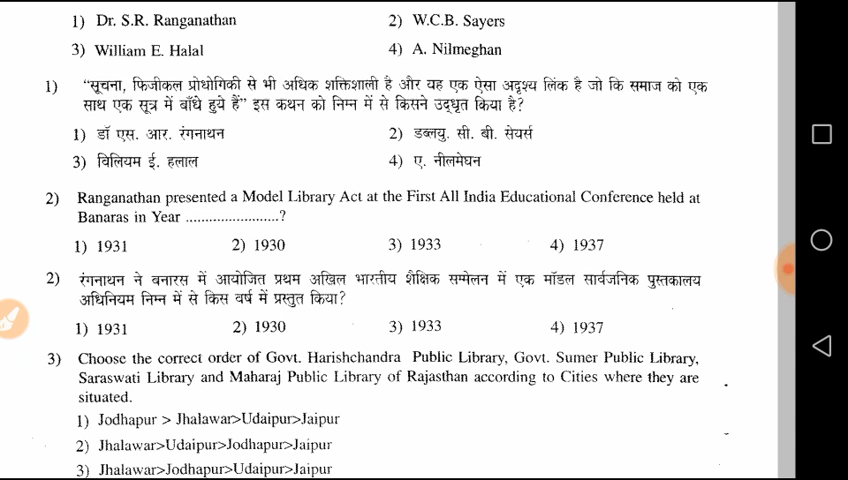 1) Dr. S.R. Ranganathan 2) W.C.B. Sayers
3) William E. Halal 4) A. Nilmeghan
1) "सूचना, फिजीकल प्रोधोगिकी से भी अधिक शक्तिशाली है और यह एक ऐसा अदृश्य लिंक है जो कि समाज को एक
साथ एक सूत्र में बाँधे हुये हैं" इस कथन को निम्न में से किसने उद्धृत किया है?
1) डॉ एस. आर. रंगनाथन 2) डब्लयु. सी. बी. सेयर्स
3) विलियम ई. हलाल 4) ए. नीलमेघन
2) Ranganathan presented a Model Library Act at the First All India Educational Conference held at
Banaras in Year .......................?
1) 1931 2) 1930 3) 1933 4) 1937
2) रंगनाथन ने बनारस में आयोजित प्रथम अखिल भारतीय शैक्षिक सम्मेलन में एक मॉडल सार्वजनिक पुस्तकालय
अधिनियम निम्न में से किस वर्ष में प्रस्तुत किया?
1) 1931 2) 1930 3) 1933 4) 1937
3) Choose the correct order of Govt. Harishchandra Public Library, Govt. Sumer Public Library,
Saraswati Library and Maharaj Public Library of Rajasthan according to Cities where they are
situated.
1) Jodhapur > Jhalawar>Udaipur>Jaipur
2) Jhalawar>Udaipur>Jodhapur>Jaipur
3) Jhalawar>Jodhapur>Udaipur>Jaipur